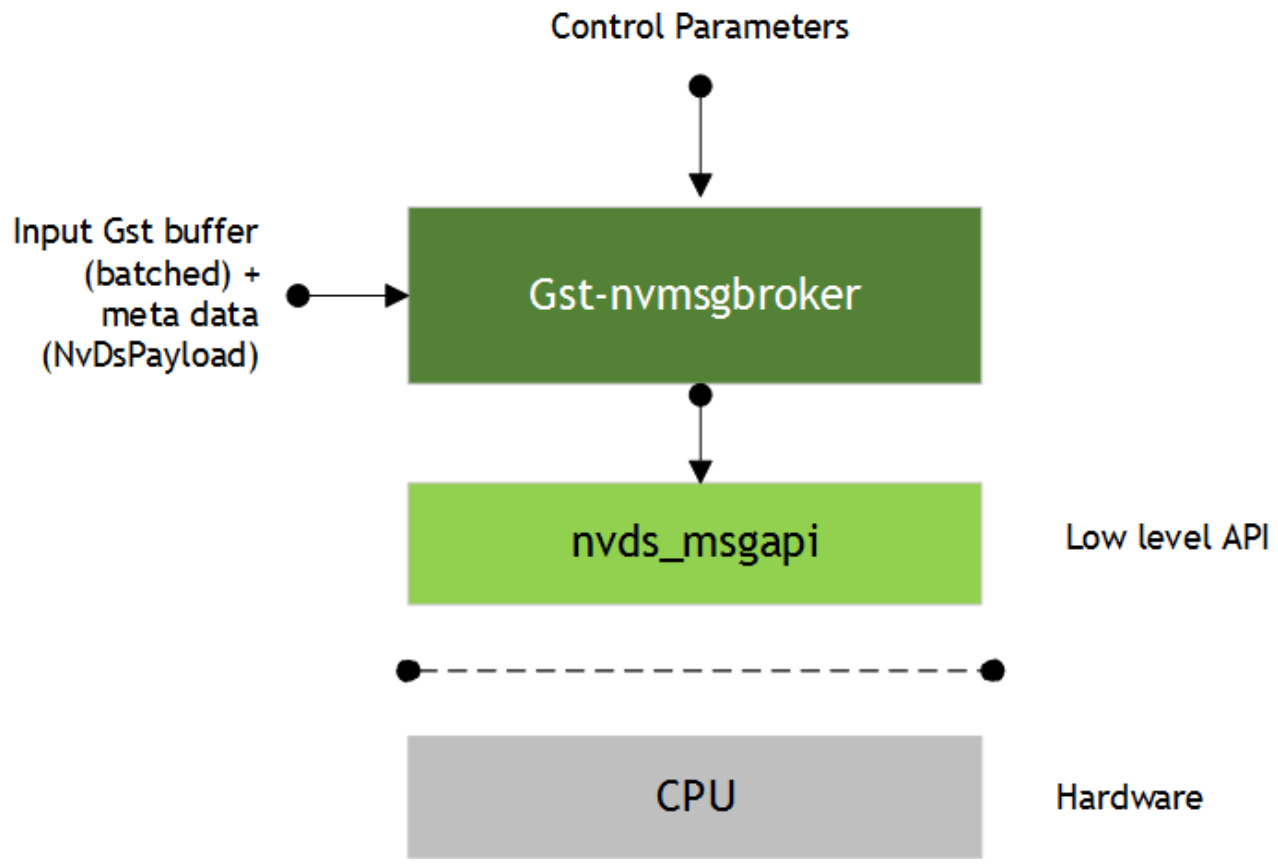 Control Parameters
Input Gst buffer
(batched) +
meta data
(NvDsPayload)
Gst-nvmsgbroker
nvds_msgapi
Low level API
CPU
Hardware